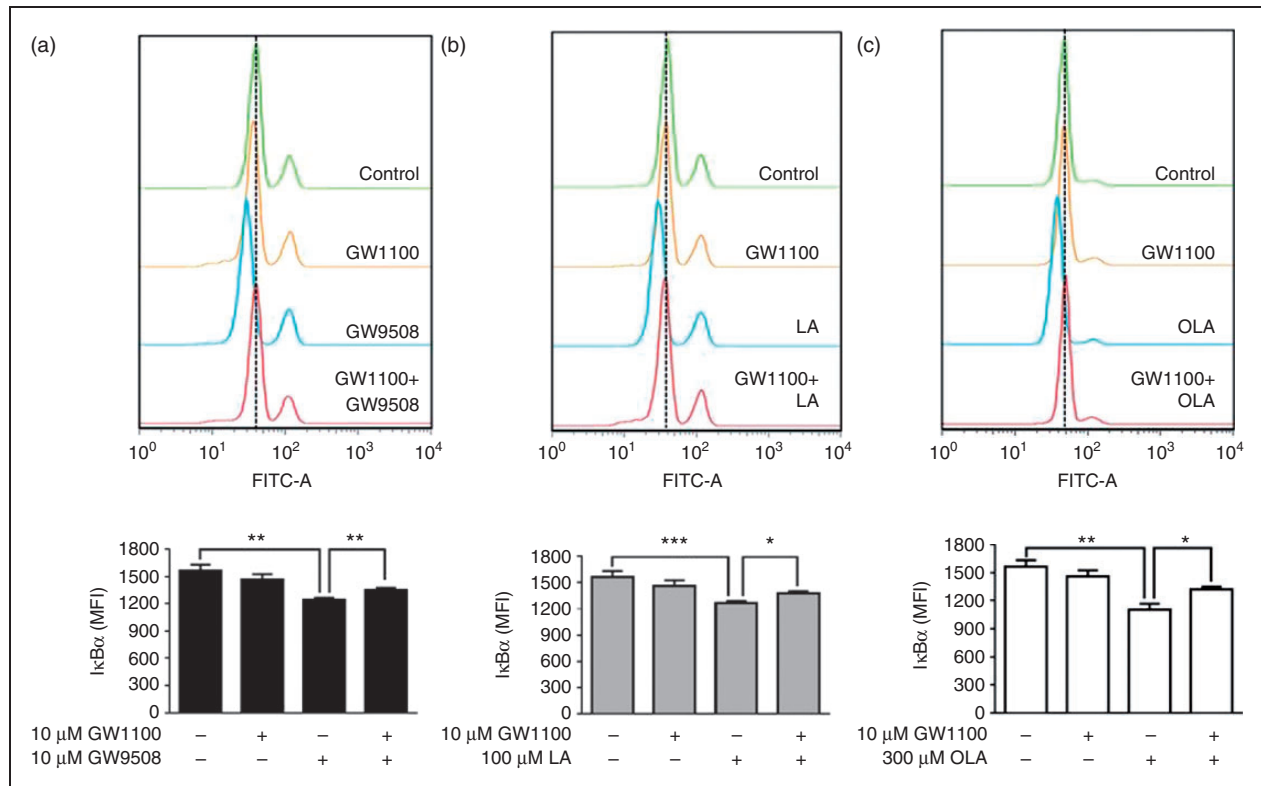 (a)
Control
GW1100
GW9508
GW1100+
GW9508
10⁰ 10¹ 10² 10³ 10⁴
FITC-A
IκBα (MFI)
1800
1500
1200
900
600
300
0
** **
10 μM GW1100 – + – +
10 μM GW9508 – – + +
(b)
Control
GW1100
LA
GW1100+
LA
10⁰ 10¹ 10² 10³ 10⁴
FITC-A
IκBα (MFI)
1800
1500
1200
900
600
300
0
*** *
10 μM GW1100 – + – +
100 μM LA – – + +
(c)
Control
GW1100
OLA
GW1100+
OLA
10⁰ 10¹ 10² 10³ 10⁴
FITC-A
IκBα (MFI)
1800
1500
1200
900
600
300
0
** *
10 μM GW1100 – + – +
300 μM OLA – – + +